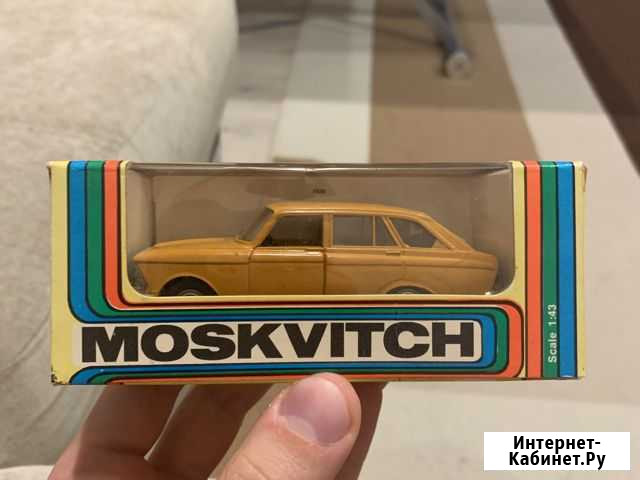 MOSKVITCH
Scale 1:43
Интернет-
Кабинет.Ру